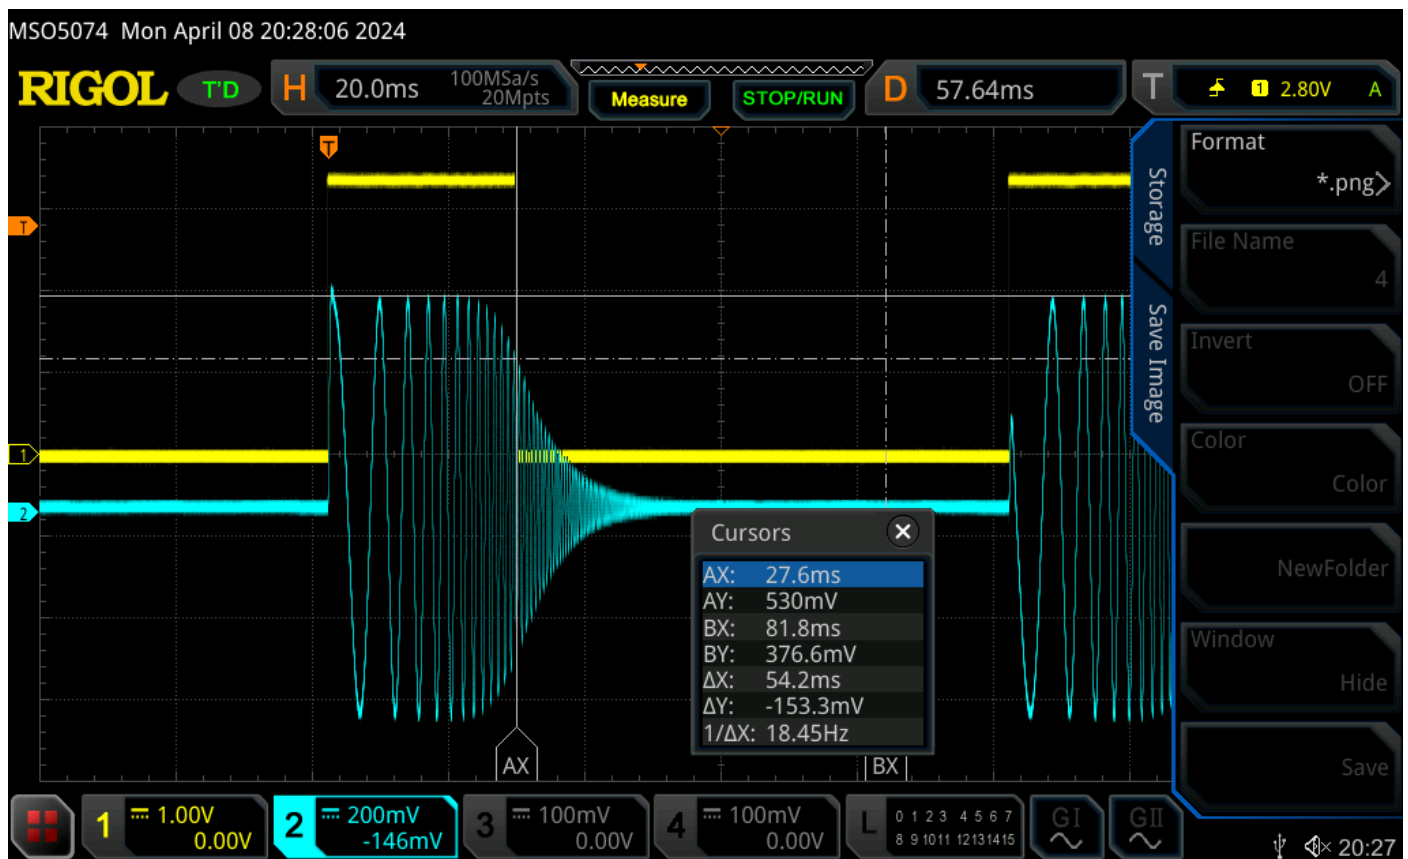 MSO5074 Mon April 08 20:28:06 2024
RIGOL
T'D
H
20.0ms
100MSa/s
20Mpts
Measure
STOP/RUN
D
57.64ms
T
1
2.80V
A
T
T
1
2
Storage
Save Image
Format
*.png
File Name
4
Invert
OFF
Color
Color
NewFolder
Window
Hide
Save
Cursors
AX: 27.6ms
AY: 530mV
BX: 81.8ms
BY: 376.6mV
ΔX: 54.2ms
ΔY: -153.3mV
1/ΔX: 18.45Hz
AX
BX
1
1.00V
0.00V
2
200mV
-146mV
3
100mV
0.00V
4
100mV
0.00V
L
0 1 2 3 4 5 6 7
8 9 10 11 12 13 14 15
GI
GII
20:27